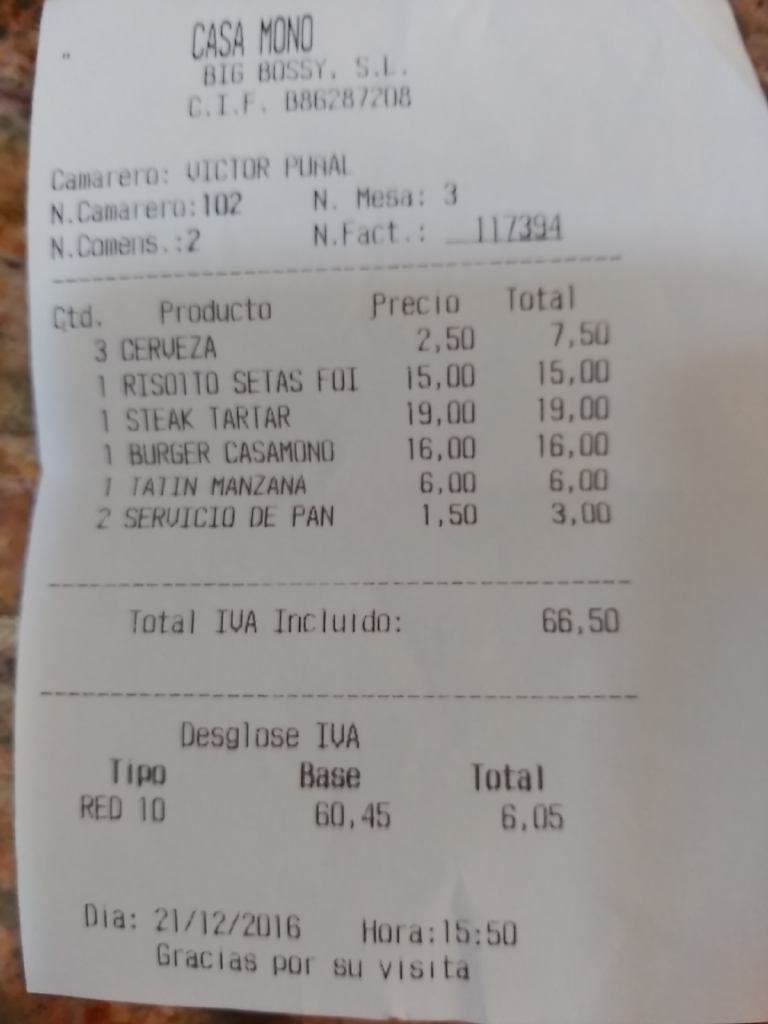 CASA MONO
BIG BOSSY, S.L.
C.I.F. B86287208
Camarero: VICTOR PUÑAL
N.Camarero:102 N. Mesa: 3
N.Comens.:2 N.Fact.: 117394
Ctd. Producto Precio Total
3 CERVEZA 2,50 7,50
1 RISOTTO SETAS FOI 15,00 15,00
1 STEAK TARTAR 19,00 19,00
1 BURGER CASAMONO 16,00 16,00
1 TATIN MANZANA 6,00 6,00
2 SERVICIO DE PAN 1,50 3,00
Total IVA Incluido: 66,50
Desglose IVA
Tipo Base Total
RED 10 60,45 6,05
Dia: 21/12/2016 Hora:15:50
Gracias por su visita